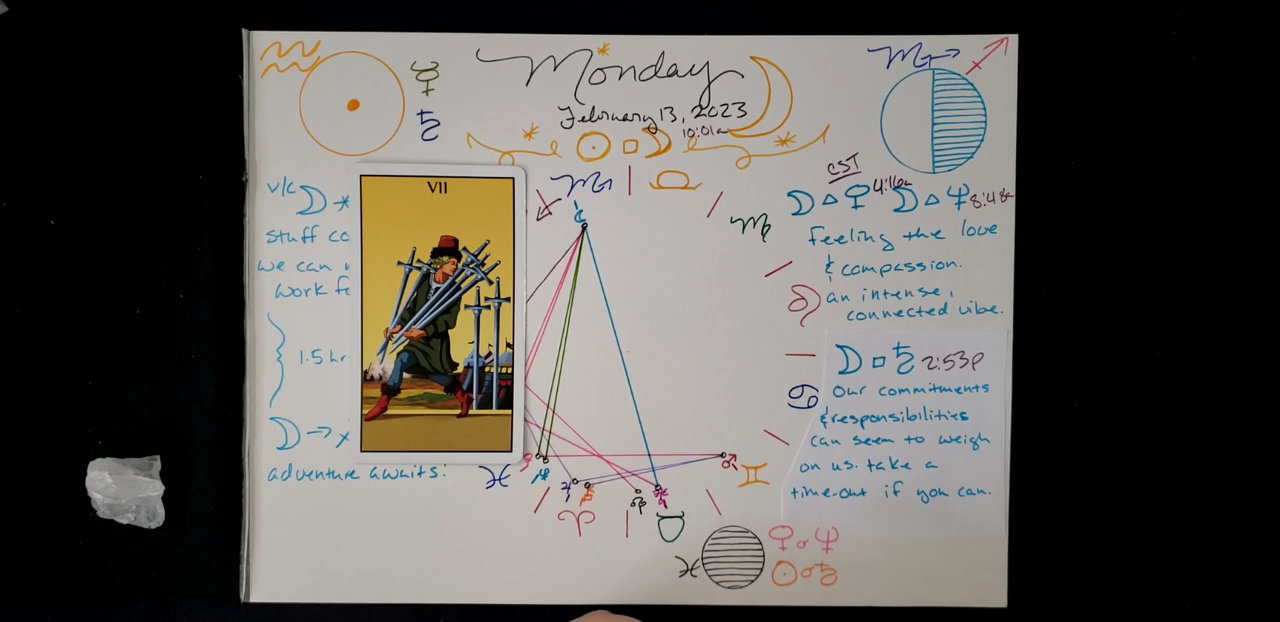 Monday
February 13, 2023
10:01a
VII
v/c
stuff co
we can
work fo
1.5 hr
adventure awaits!
CST
4:16a
8:48a
feeling the love
& compassion.
an intense,
connected vibe.
2:53p
Our commitments
& responsibilities
can seem to weigh
on us. take a
time-out if you can.